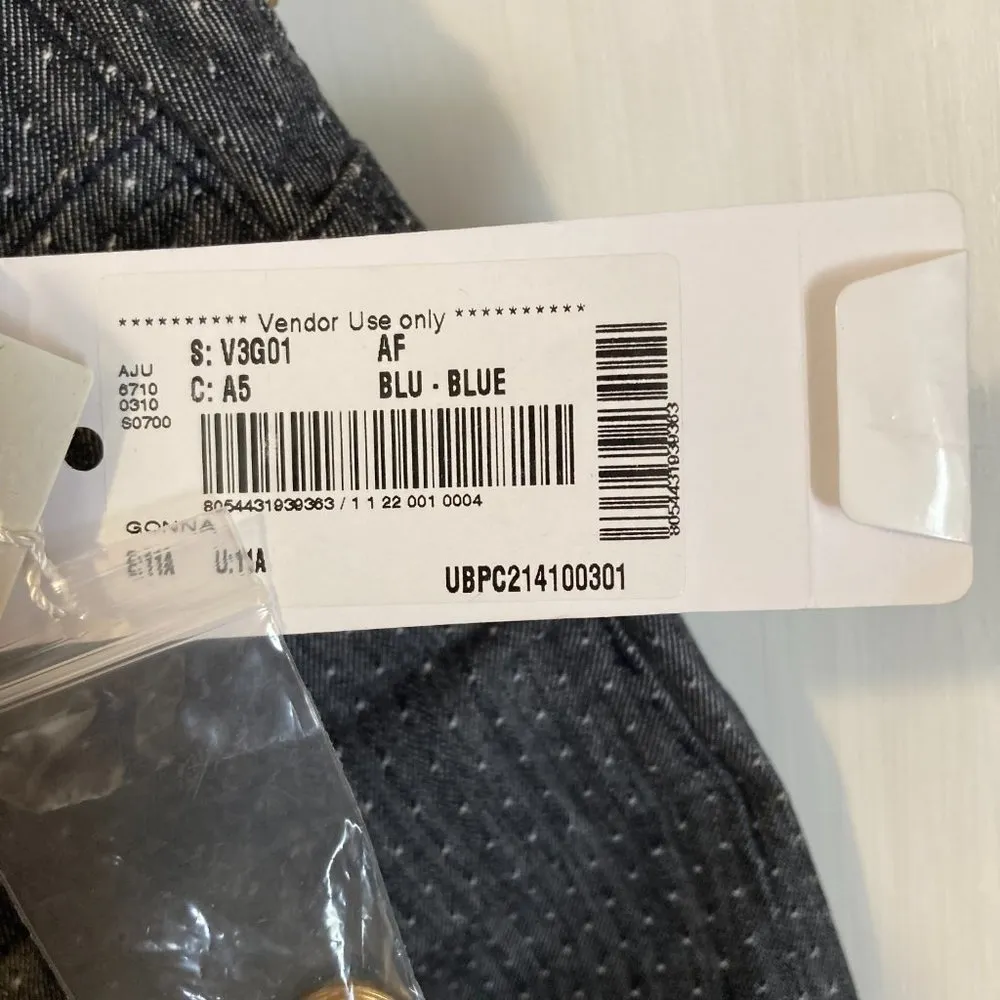 ********** Vendor Use only **********
S: V3G01 AF
C: A5 BLU - BLUE
AJU
6710
0310
S0700
8054431939363 / 1 1 22 001 0004
8054431939363
GONNA
U:11A
UBPC214100301